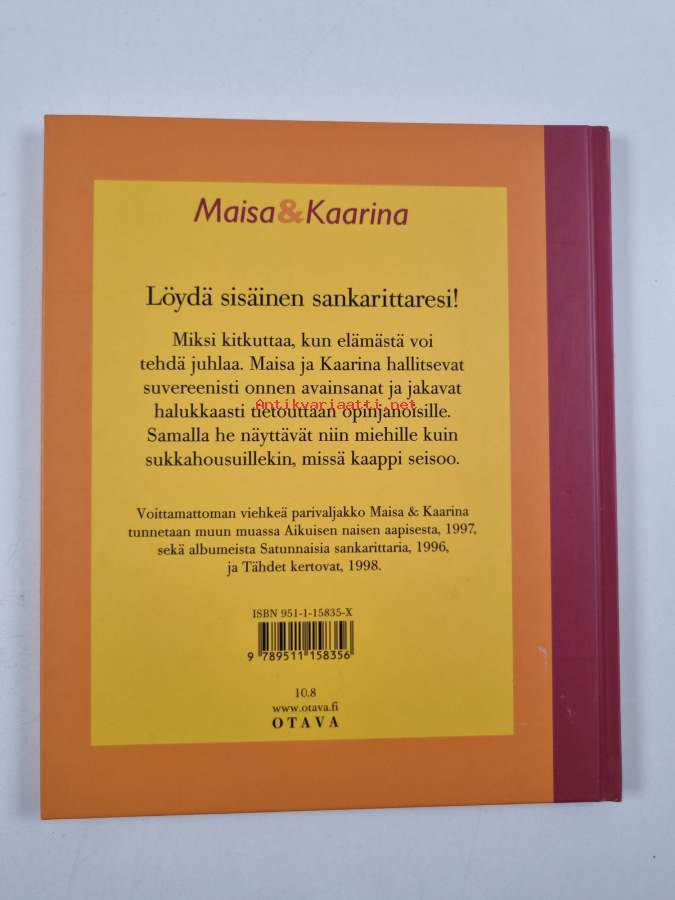 Maisa&Kaarina
Löydä sisäinen sankarittaresi!
Miksi kitkuttaa, kun elämästä voi
tehdä juhlaa. Maisa ja Kaarina hallitsevat
suvereenisti onnen avainsanat ja jakavat
Antikvariaatti.net
halukkaasti tietouttaan opinjanoisille.
Samalla he näyttävät niin miehille kuin
sukkahousuillekin, missä kaappi seisoo.
Voittamattoman viehkeä parivaljakko Maisa & Kaarina
tunnetaan muun muassa Aikuisen naisen aapisesta, 1997,
sekä albumeista Satunnaisia sankarittaria, 1996,
ja Tähdet kertovat, 1998.
ISBN 951-1-15835-X
9 789511 158356
10.8
www.otava.fi
OTAVA